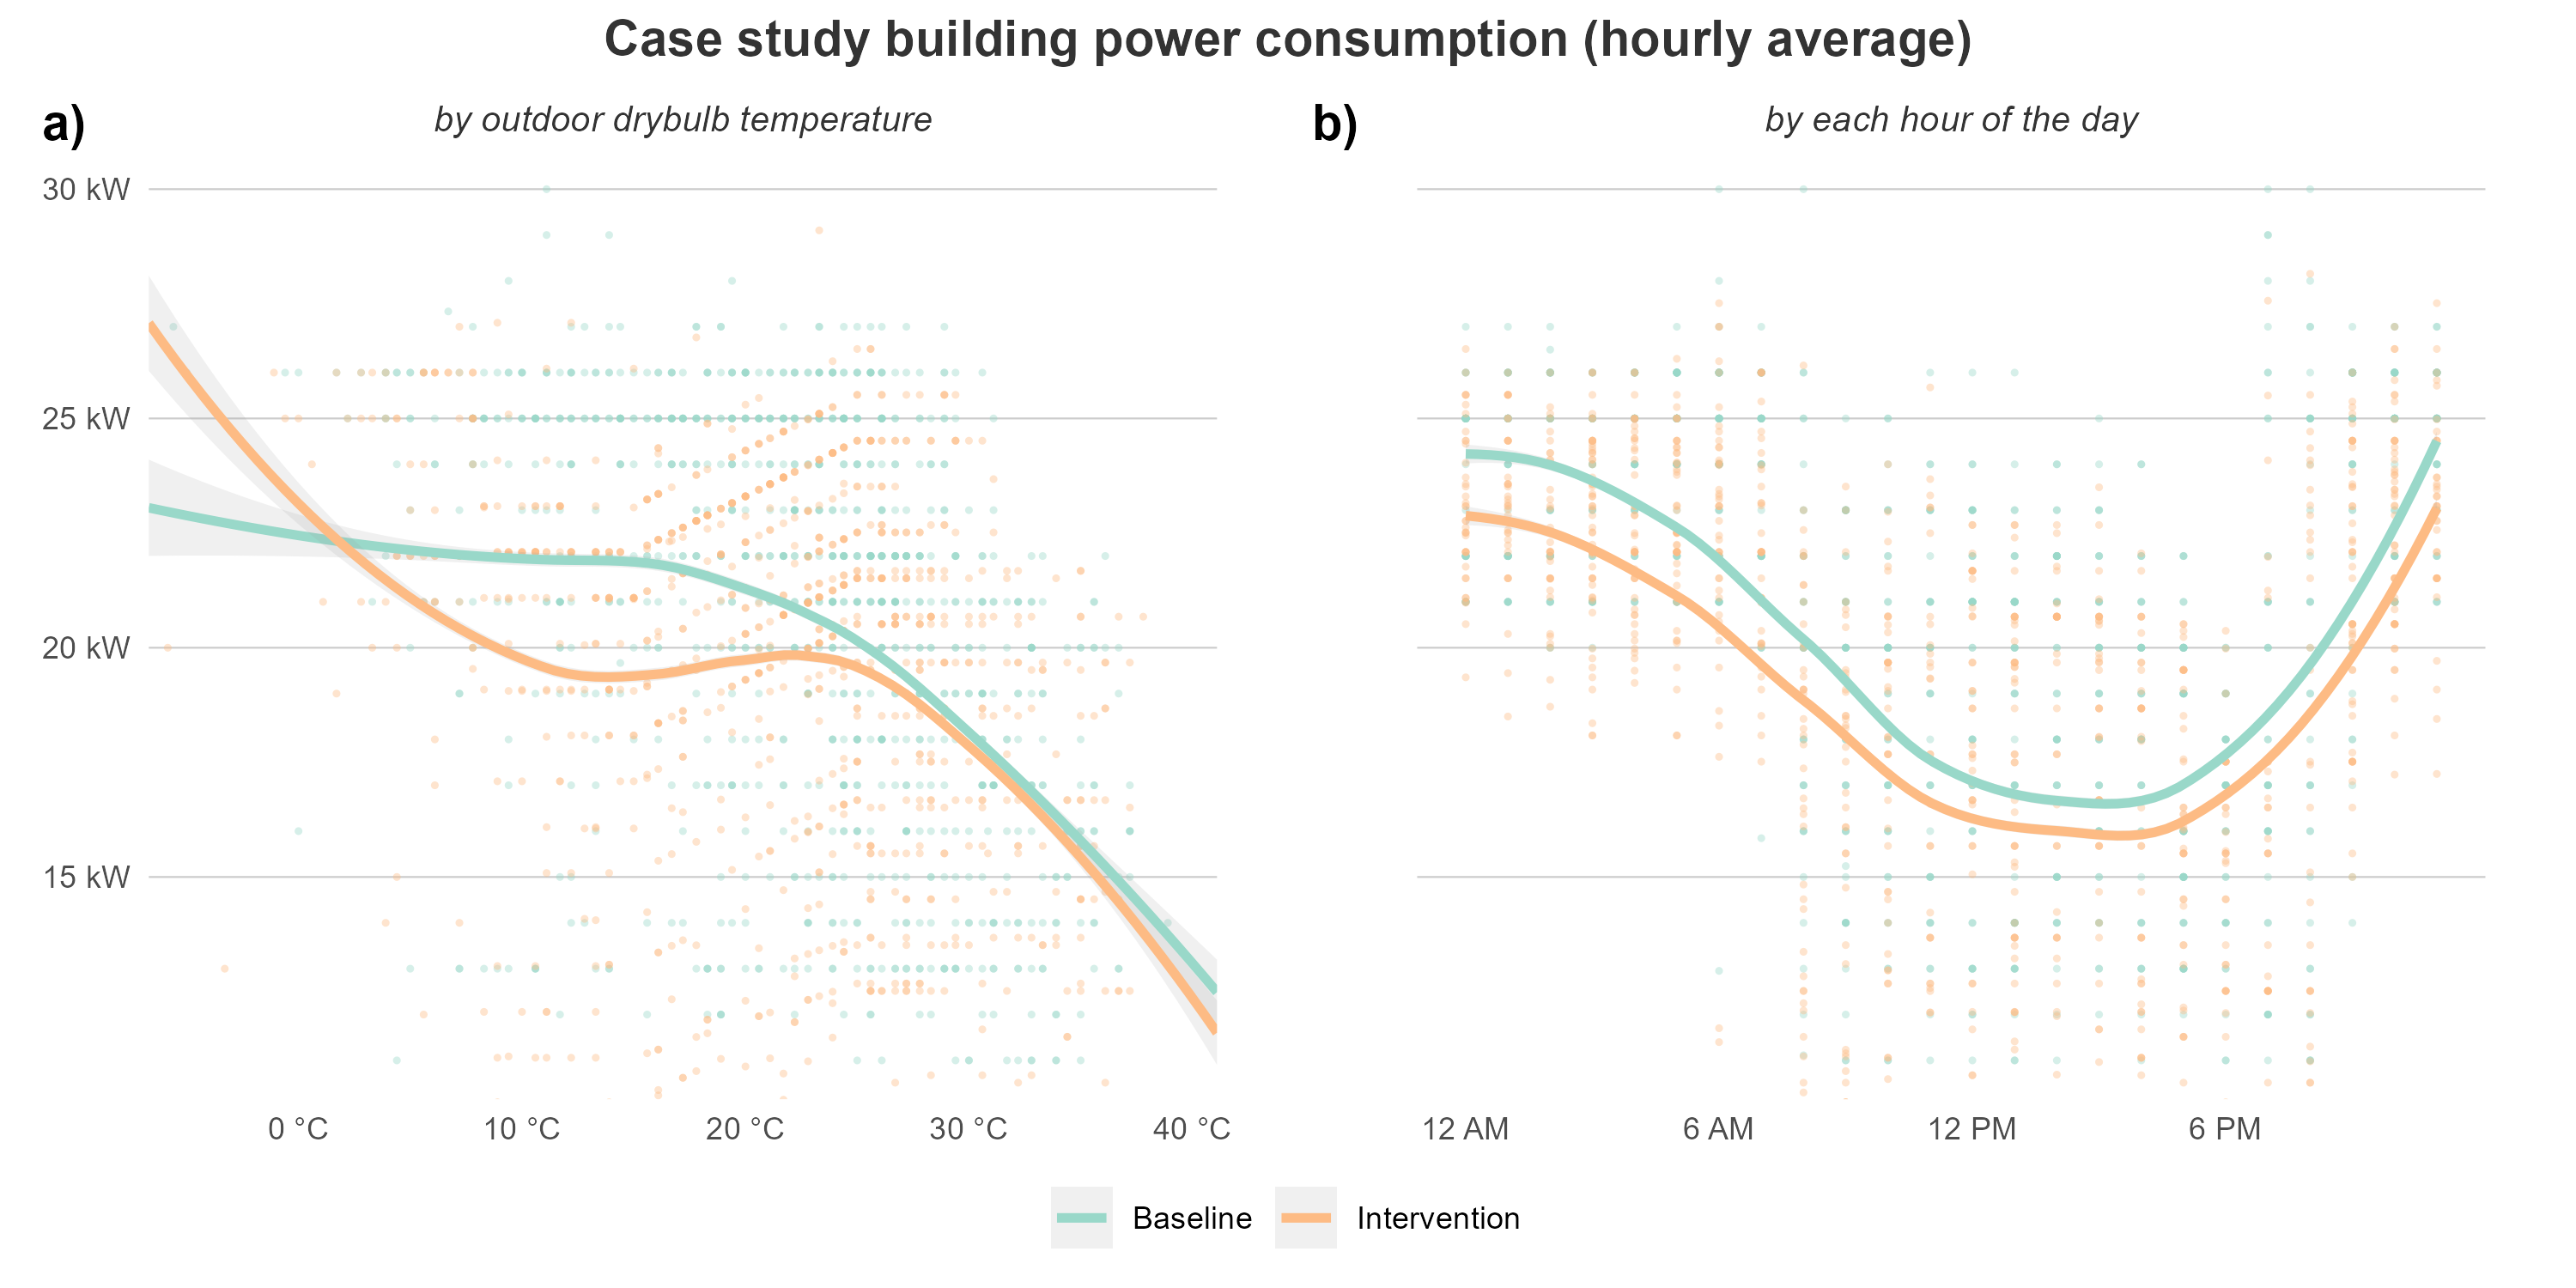 Case study building power consumption (hourly average)
a)
by outdoor drybulb temperature
30 kW
25 kW
20 kW
15 kW
0 °C 10 °C 20 °C 30 °C 40 °C
b)
by each hour of the day
12 AM 6 AM 12 PM 6 PM
Baseline Intervention